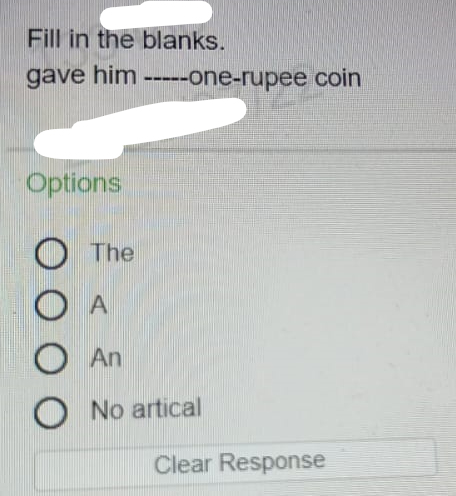 Fill in the blanks.
gave him -----one-rupee coin
Options
The
A
An
No artical
Clear Response